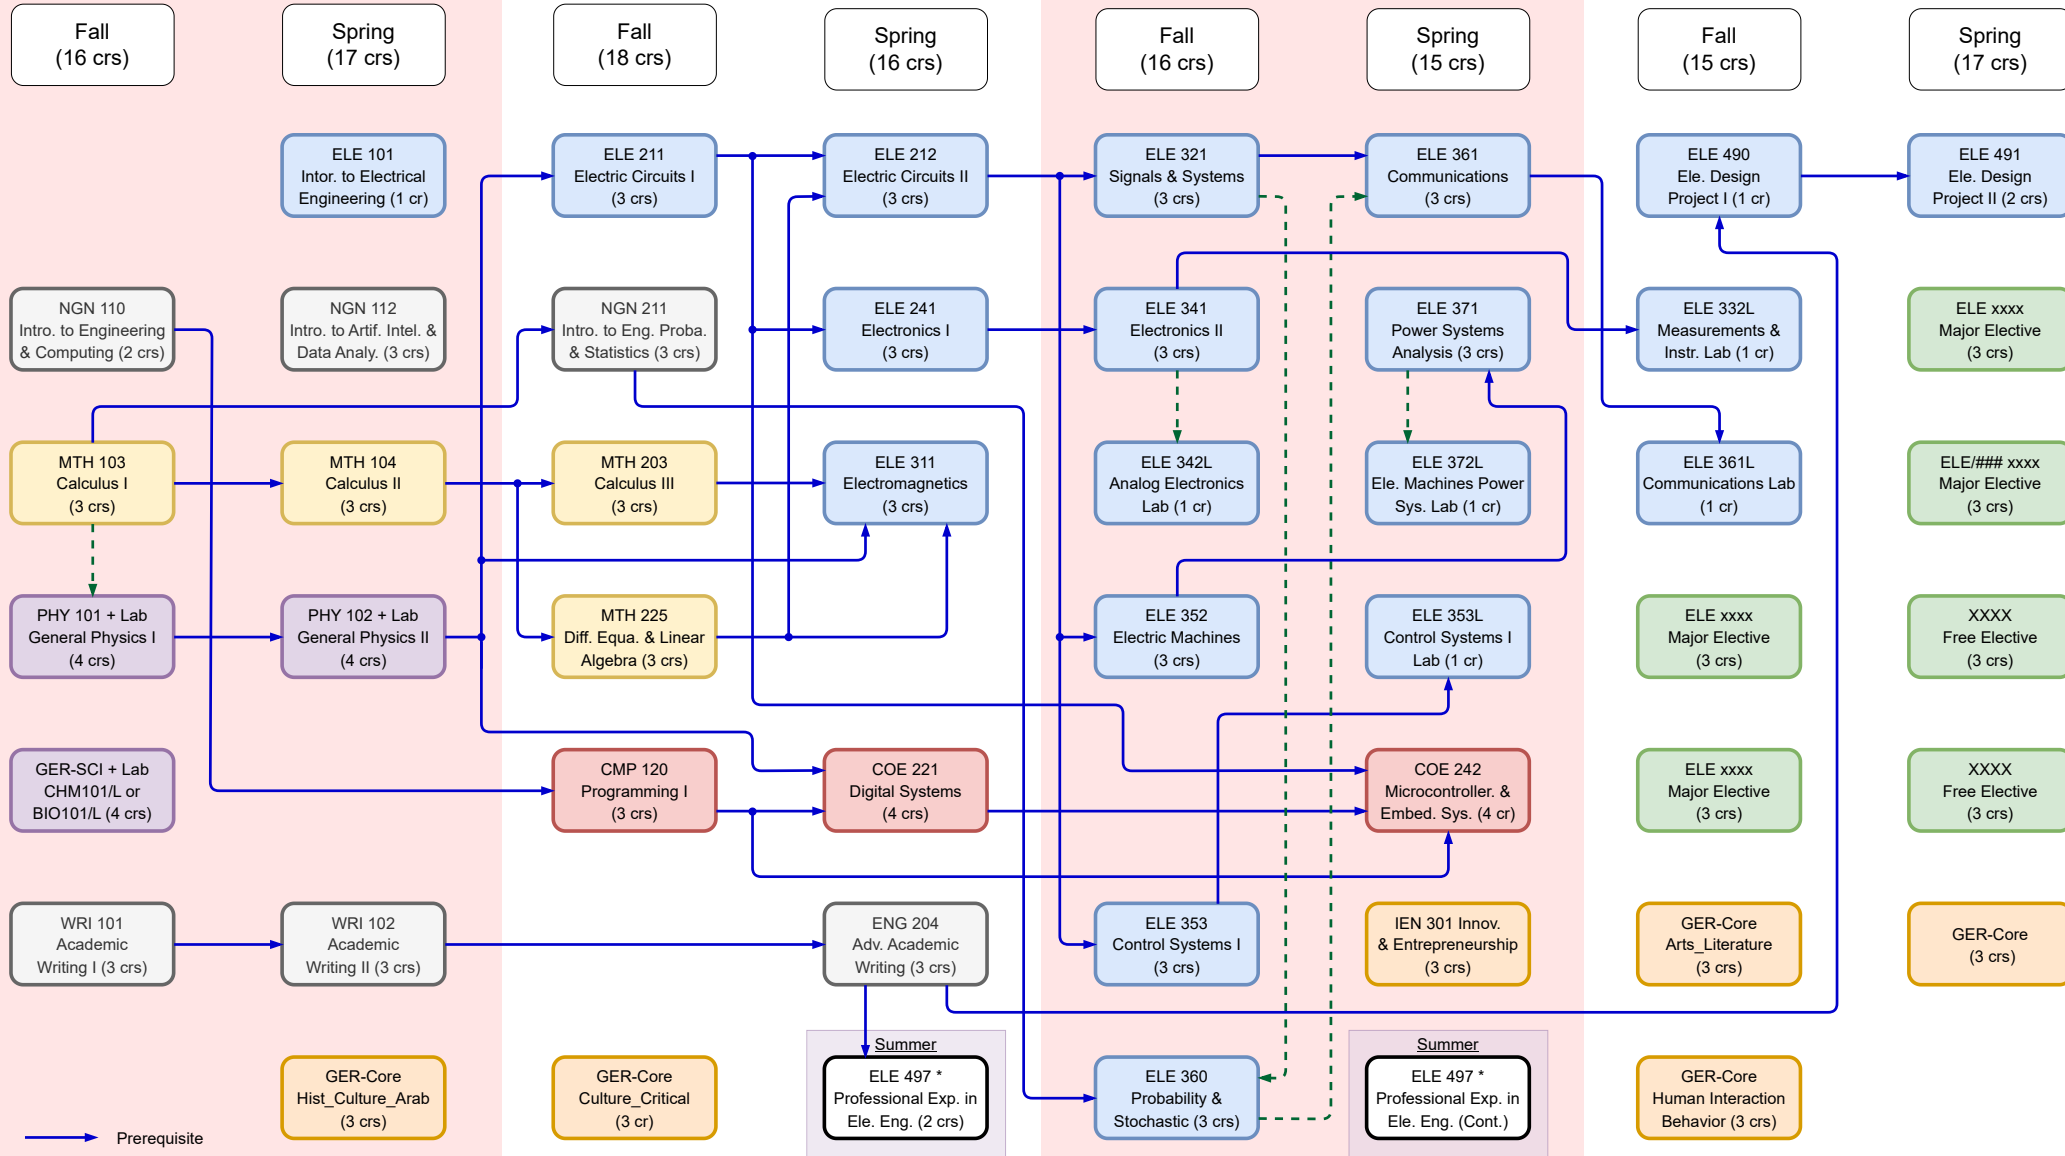 Fall
(16 crs)
Spring
(17 crs)
Fall
(18 crs)
Spring
(16 crs)
Fall
(16 crs)
Spring
(15 crs)
Fall
(15 crs)
Spring
(17 crs)
ELE 101
Intor. to Electrical
Engineering (1 cr)
ELE 211
Electric Circuits I
(3 crs)
ELE 212
Electric Circuits II
(3 crs)
ELE 321
Signals & Systems
(3 crs)
ELE 361
Communications
(3 crs)
ELE 490
Ele. Design
Project I (1 cr)
ELE 491
Ele. Design
Project II (2 crs)
NGN 110
Intro. to Engineering
& Computing (2 crs)
NGN 112
Intro. to Artif. Intel. &
Data Analy. (3 crs)
NGN 211
Intro. to Eng. Proba.
& Statistics (3 crs)
ELE 241
Electronics I
(3 crs)
ELE 341
Electronics II
(3 crs)
ELE 371
Power Systems
Analysis (3 crs)
ELE 332L
Measurements &
Instr. Lab (1 cr)
ELE xxxx
Major Elective
(3 crs)
MTH 103
Calculus I
(3 crs)
MTH 104
Calculus II
(3 crs)
MTH 203
Calculus III
(3 crs)
ELE 311
Electromagnetics
(3 crs)
ELE 342L
Analog Electronics
Lab (1 cr)
ELE 372L
Ele. Machines Power
Sys. Lab (1 cr)
ELE 361L
Communications Lab
(1 cr)
ELE/### xxxx
Major Elective
(3 crs)
PHY 101 + Lab
General Physics I
(4 crs)
PHY 102 + Lab
General Physics II
(4 crs)
MTH 225
Diff. Equa. & Linear
Algebra (3 crs)
ELE 352
Electric Machines
(3 crs)
ELE 353L
Control Systems I
Lab (1 cr)
ELE xxxx
Major Elective
(3 crs)
XXXX
Free Elective
(3 crs)
GER-SCI + Lab
CHM101/L or
BIO101/L (4 crs)
CMP 120
Programming I
(3 crs)
COE 221
Digital Systems
(4 crs)
COE 242
Microcontroller. &
Embed. Sys. (4 cr)
ELE xxxx
Major Elective
(3 crs)
XXXX
Free Elective
(3 crs)
WRI 101
Academic
Writing I (3 crs)
WRI 102
Academic
Writing II (3 crs)
ENG 204
Adv. Academic
Writing (3 crs)
ELE 353
Control Systems I
(3 crs)
IEN 301 Innov.
& Entrepreneurship
(3 crs)
GER-Core
Arts_Literature
(3 crs)
GER-Core
(3 crs)
GER-Core
Hist_Culture_Arab
(3 crs)
GER-Core
Culture_Critical
(3 cr)
Summer
ELE 497 *
Professional Exp. in
Ele. Eng. (2 crs)
ELE 360
Probability &
Stochastic (3 crs)
Summer
ELE 497 *
Professional Exp. in
Ele. Eng. (Cont.)
GER-Core
Human Interaction
Behavior (3 crs)
Prerequisite